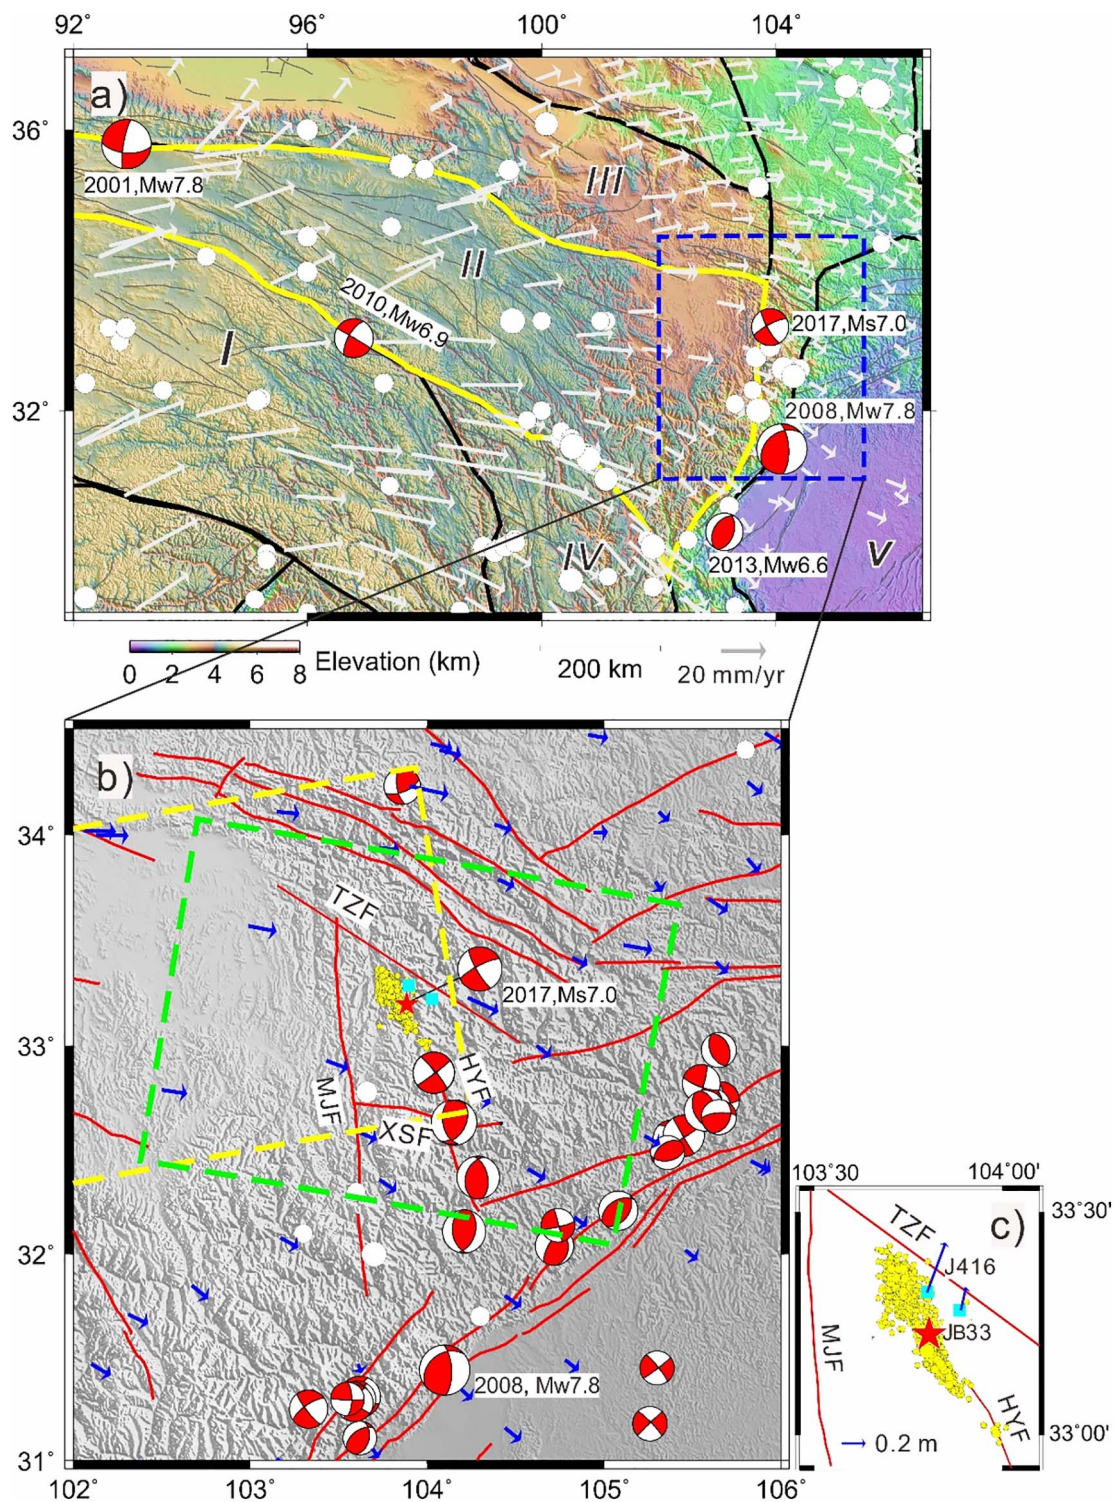 92° 96° 100° 104°
a)
36°
2001,Mw7.8
III
II
2010,Mw6.9
I
2017,Ms7.0
32°
2008,Mw7.8
IV
2013,Mw6.6
V
0 2 4 6 8
Elevation (km)
200 km
20 mm/yr
b)
34°
TZF
2017,Ms7.0
33°
HYF
MJF
XSF
32°
2008, Mw7.8
31°
102° 103° 104° 105° 106°
103°30' 104°00'
33°30'
c)
TZF
J416
JB33
MJF
HYF
0.2 m
33°00'